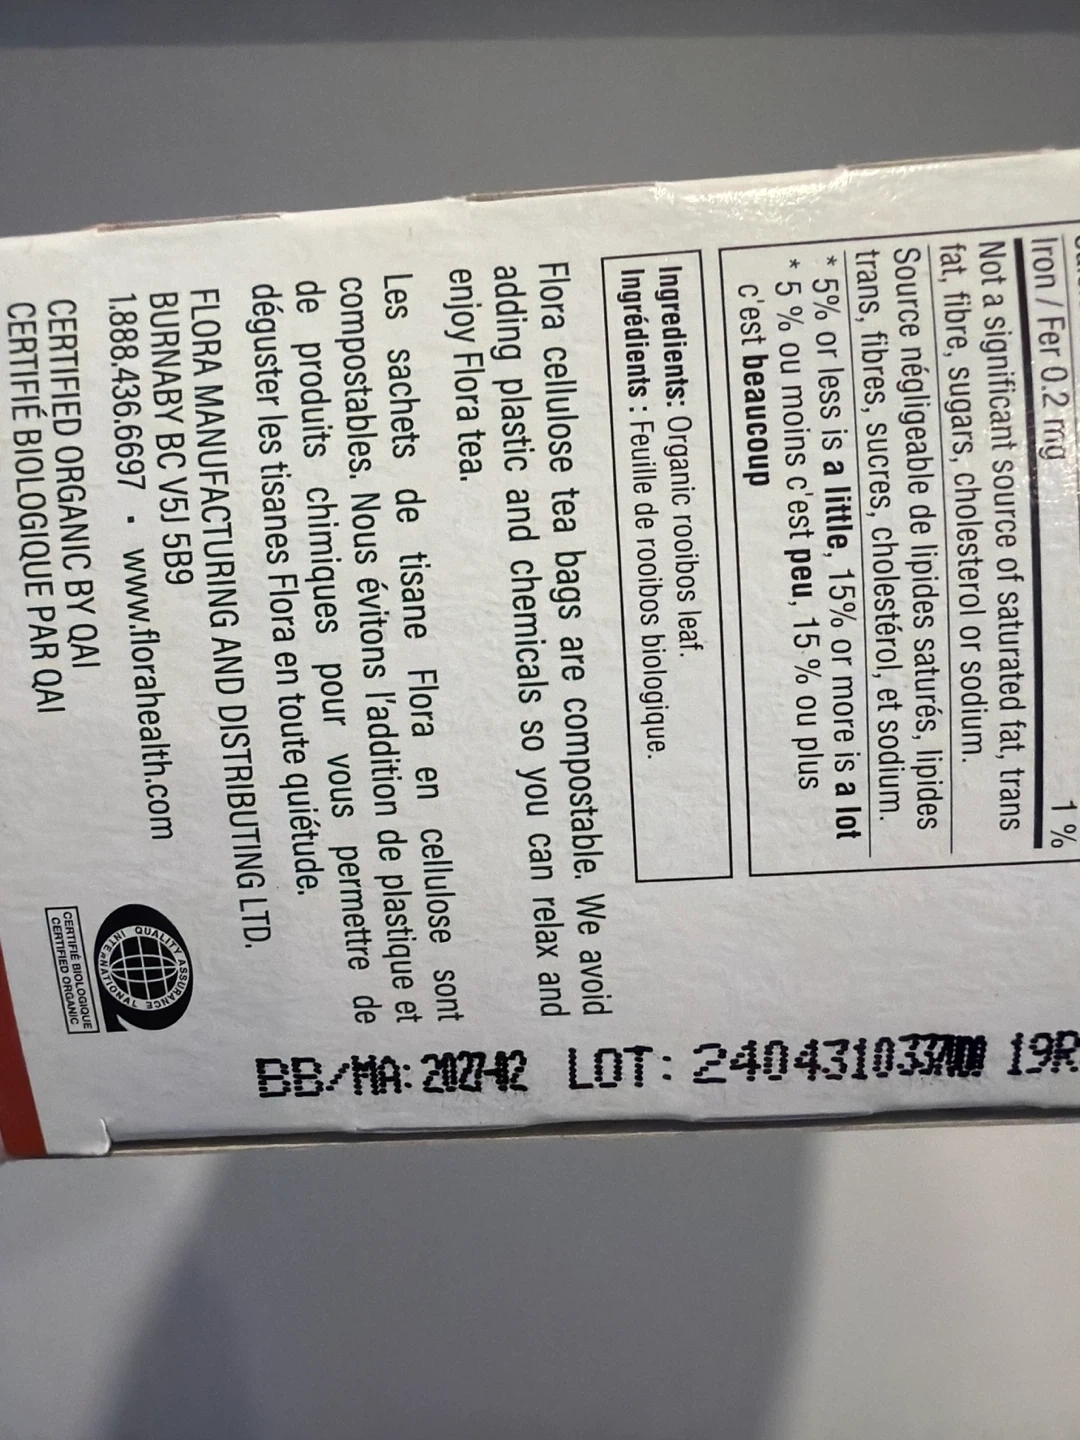 Iron / Fer 0.2 mg 1 %
Not a significant source of saturated fat, trans
fat, fibre, sugars, cholesterol or sodium.
Source négligeable de lipides saturés, lipides
trans, fibres, sucres, cholestérol, et sodium.
* 5% or less is a little, 15% or more is a lot
* 5 % ou moins c'est peu, 15 % ou plus
c'est beaucoup
Ingredients: Organic rooibos leaf.
Ingrédients : Feuille de rooibos biologique.
Flora cellulose tea bags are compostable. We avoid
adding plastic and chemicals so you can relax and
enjoy Flora tea.
Les sachets de tisane Flora en cellulose sont
compostables. Nous évitons l'addition de plastique et
de produits chimiques pour vous permettre de
déguster les tisanes Flora en toute quiétude.
FLORA MANUFACTURING AND DISTRIBUTING LTD.
BURNABY BC V5J 5B9
1.888.436.6697 • www.florahealth.com
CERTIFIED ORGANIC BY QAI
CERTIFIÉ BIOLOGIQUE PAR QAI
QUALITY ASSURANCE INTERNATIONAL
CERTIFIÉ BIOLOGIQUE
CERTIFIED ORGANIC